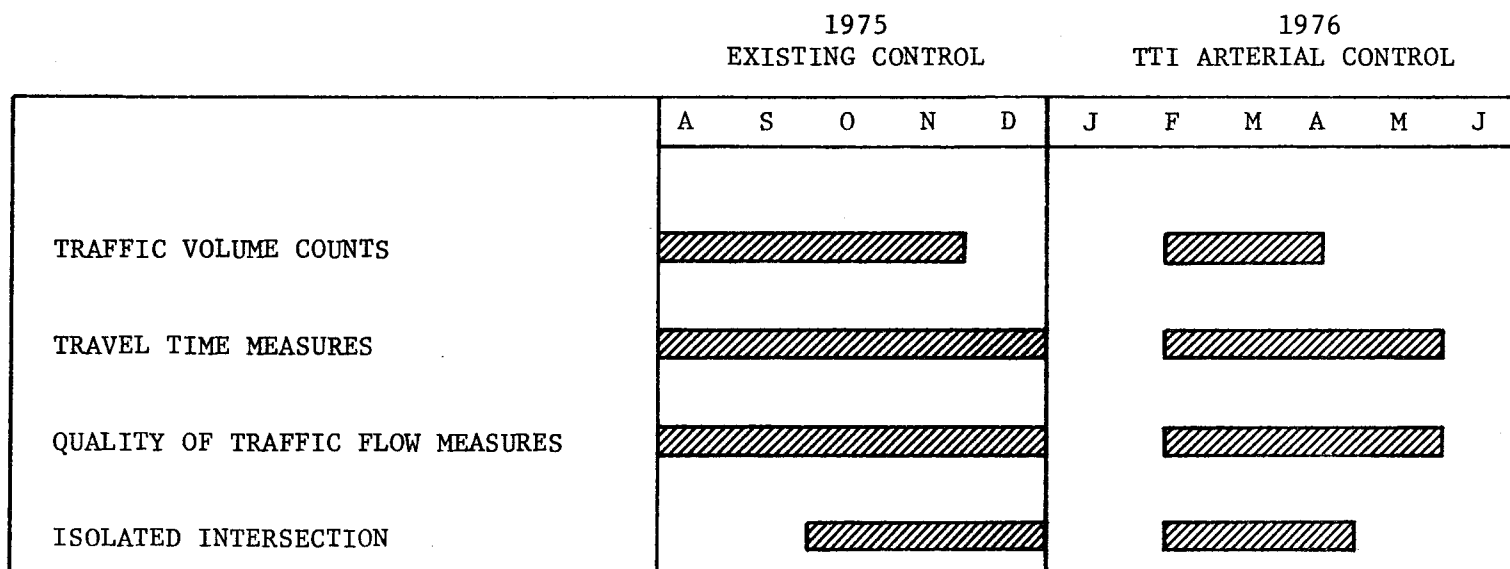 1975 1976
EXISTING CONTROL TTI ARTERIAL CONTROL
A S O N D J F M A M J
TRAFFIC VOLUME COUNTS
TRAVEL TIME MEASURES
QUALITY OF TRAFFIC FLOW MEASURES
ISOLATED INTERSECTION